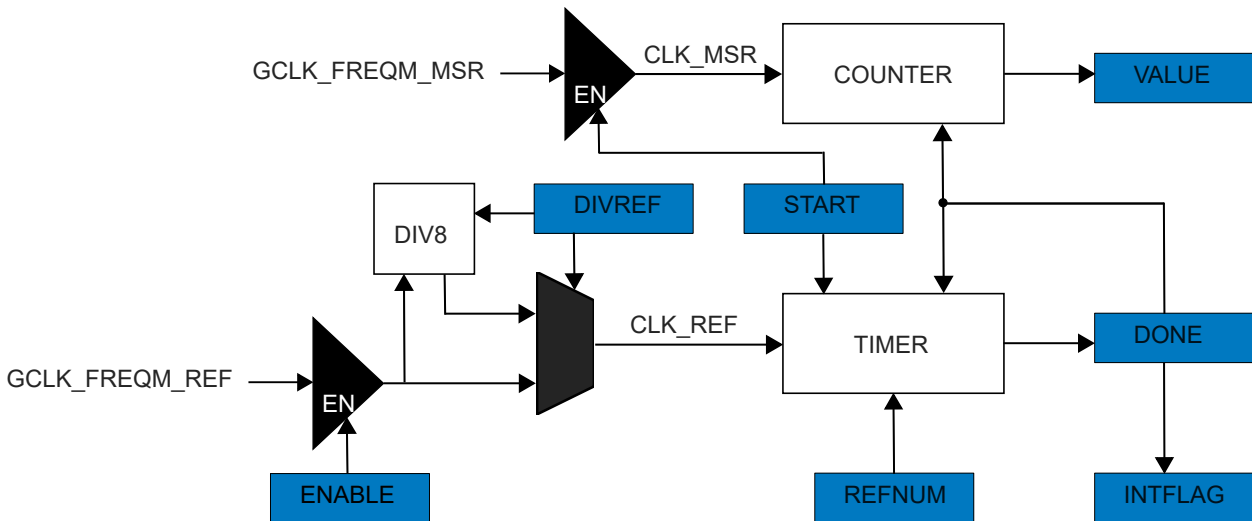 GCLK_FREQM_MSR
EN
CLK_MSR
COUNTER
VALUE
DIV8
DIVREF
START
CLK_REF
TIMER
DONE
GCLK_FREQM_REF
EN
ENABLE
REFNUM
INTFLAG